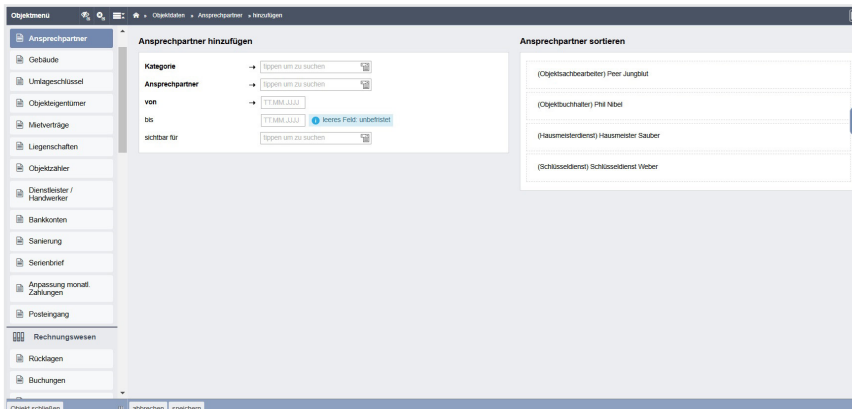 Objektmenü
Objektdaten » Ansprechpartner » hinzufügen
Ansprechpartner
Gebäude
Umlageschlüssel
Objekteigentümer
Mietverträge
Liegenschaften
Objektzähler
Dienstleister /
Handwerker
Bankkonten
Sanierung
Serienbrief
Anpassung monatl.
Zahlungen
Posteingang
Rechnungswesen
Rücklagen
Buchungen
Objekt schließen
Ansprechpartner hinzufügen
Kategorie → tippen um zu suchen
Ansprechpartner → tippen um zu suchen
von → TT.MM.JJJJ
bis TT.MM.JJJJ leeres Feld: unbefristet
sichtbar für tippen um zu suchen
abbrechen speichern
Ansprechpartner sortieren
(Objektsachbearbeiter) Peer Jungblut
(Objektbuchhalter) Phil Nibel
(Hausmeisterdienst) Hausmeister Sauber
(Schlüsseldienst) Schlüsseldienst Weber